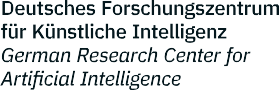 Deutsches Forschungszentrum
für Künstliche Intelligenz
German Research Center for
Artificial Intelligence